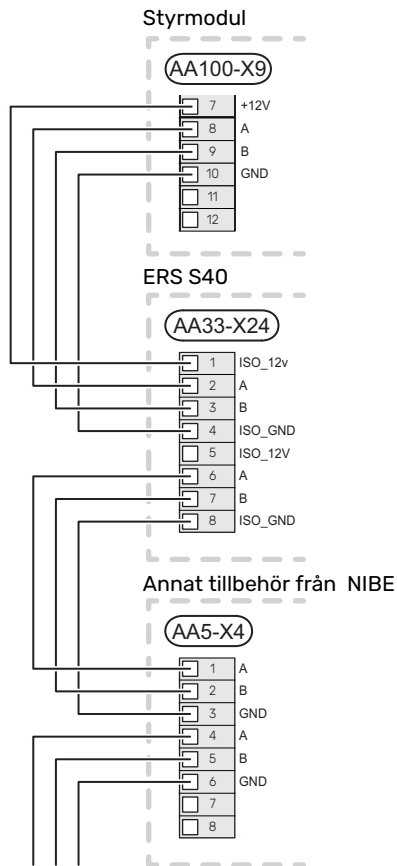 Styrmodul
AA100-X9
7 +12V
8 A
9 B
10 GND
11
12
ERS S40
AA33-X24
1 ISO_12v
2 A
3 B
4 ISO_GND
5 ISO_12V
6 A
7 B
8 ISO_GND
Annat tillbehör från NIBE
AA5-X4
1 A
2 B
3 GND
4 A
5 B
6 GND
7
8